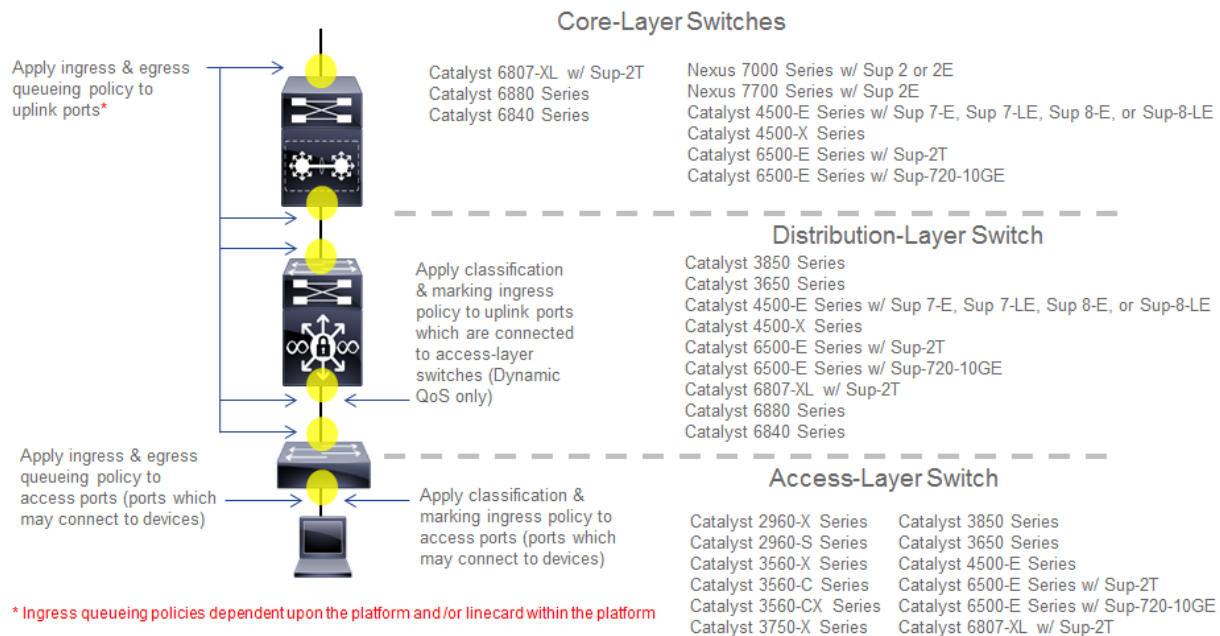 Core-Layer Switches
Apply ingress & egress
queueing policy to
uplink ports*
Catalyst 6807-XL w/ Sup-2T
Catalyst 6880 Series
Catalyst 6840 Series
Nexus 7000 Series w/ Sup 2 or 2E
Nexus 7700 Series w/ Sup 2E
Catalyst 4500-E Series w/ Sup 7-E, Sup 7-LE, Sup 8-E, or Sup-8-LE
Catalyst 4500-X Series
Catalyst 6500-E Series w/ Sup-2T
Catalyst 6500-E Series w/ Sup-720-10GE
Distribution-Layer Switch
Apply classification
& marking ingress
policy to uplink ports
which are connected
to access-layer
switches (Dynamic
QoS only)
Catalyst 3850 Series
Catalyst 3650 Series
Catalyst 4500-E Series w/ Sup 7-E, Sup 7-LE, Sup 8-E, or Sup-8-LE
Catalyst 4500-X Series
Catalyst 6500-E Series w/ Sup-2T
Catalyst 6500-E Series w/ Sup-720-10GE
Catalyst 6807-XL w/ Sup-2T
Catalyst 6880 Series
Catalyst 6840 Series
Apply ingress & egress
queueing policy to
access ports (ports which
may connect to devices)
Apply classification &
marking ingress policy to
access ports (ports which
may connect to devices)
Access-Layer Switch
Catalyst 2960-X Series
Catalyst 2960-S Series
Catalyst 3560-X Series
Catalyst 3560-C Series
Catalyst 3560-CX Series
Catalyst 3750-X Series
Catalyst 3850 Series
Catalyst 3650 Series
Catalyst 4500-E Series
Catalyst 6500-E Series w/ Sup-2T
Catalyst 6500-E Series w/ Sup-720-10GE
Catalyst 6807-XL w/ Sup-2T
* Ingress queueing policies dependent upon the platform and /or linecard within the platform